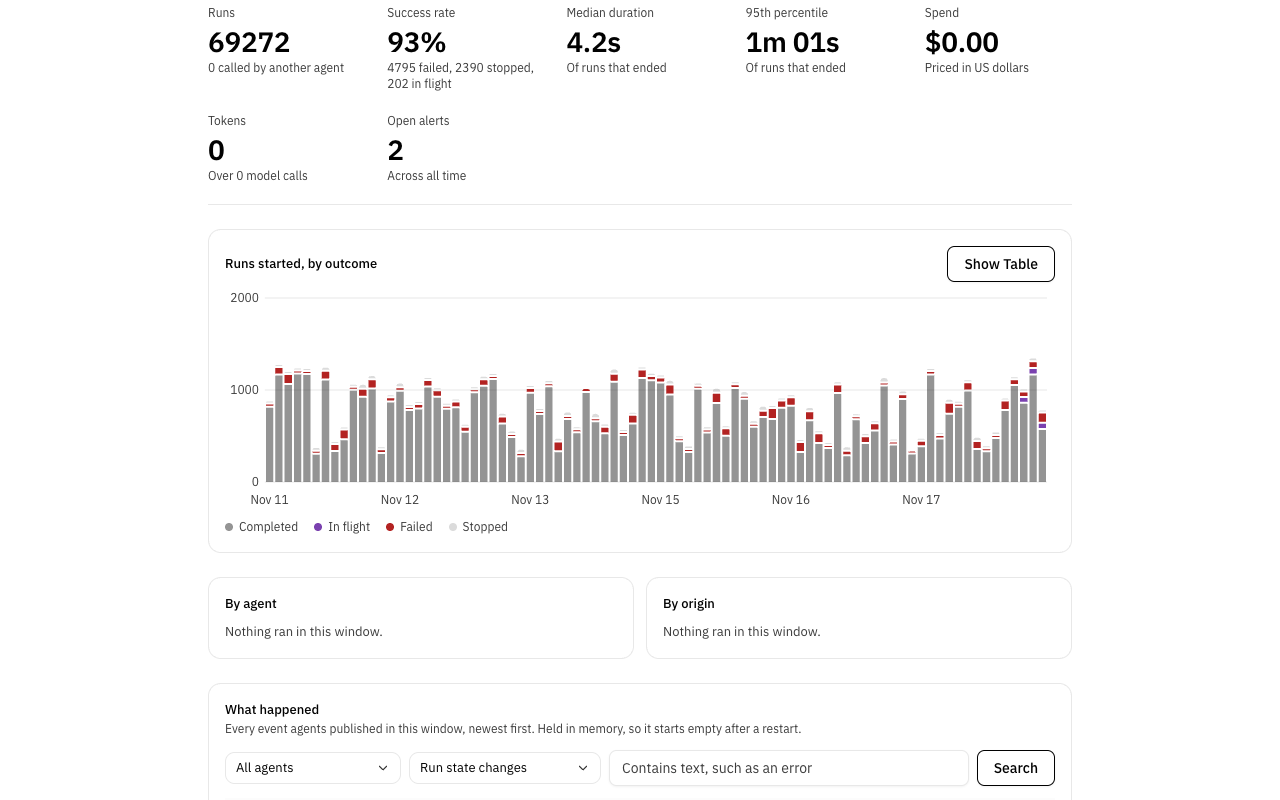 Runs
69272
0 called by another agent
Success rate
93%
4795 failed, 2390 stopped,
202 in flight
Median duration
4.2s
Of runs that ended
95th percentile
1m 01s
Of runs that ended
Spend
$0.00
Priced in US dollars
Tokens
0
Over 0 model calls
Open alerts
2
Across all time
Runs started, by outcome
Show Table
2000
1000
0
Nov 11
Nov 12
Nov 13
Nov 15
Nov 16
Nov 17
Completed
In flight
Failed
Stopped
By agent
Nothing ran in this window.
By origin
Nothing ran in this window.
What happened
Every event agents published in this window, newest first. Held in memory, so it starts empty after a restart.
All agents
Run state changes
Contains text, such as an error
Search